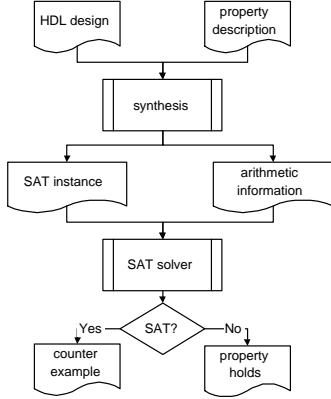 HDL design
property
description
synthesis
SAT instance
arithmetic
information
SAT solver
SAT?
Yes
No
counter
example
property
holds